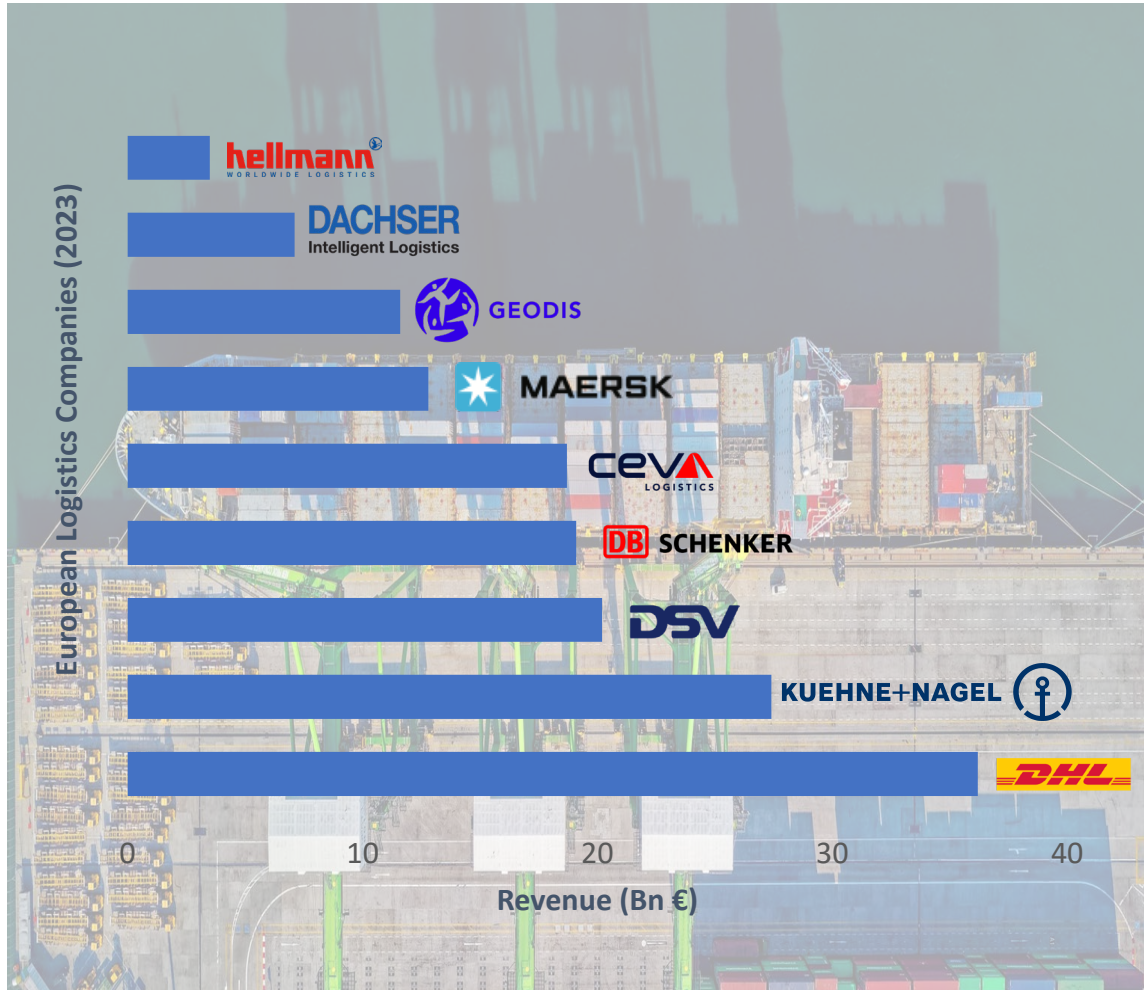 European Logistics Companies (2023)
hellmann
WORLDWIDE LOGISTICS
DACHSER
Intelligent Logistics
GEODIS
MAERSK
CEVA
LOGISTICS
DB SCHENKER
DSV
KUEHNE+NAGEL
DHL
0 10 20 30 40
Revenue (Bn €)